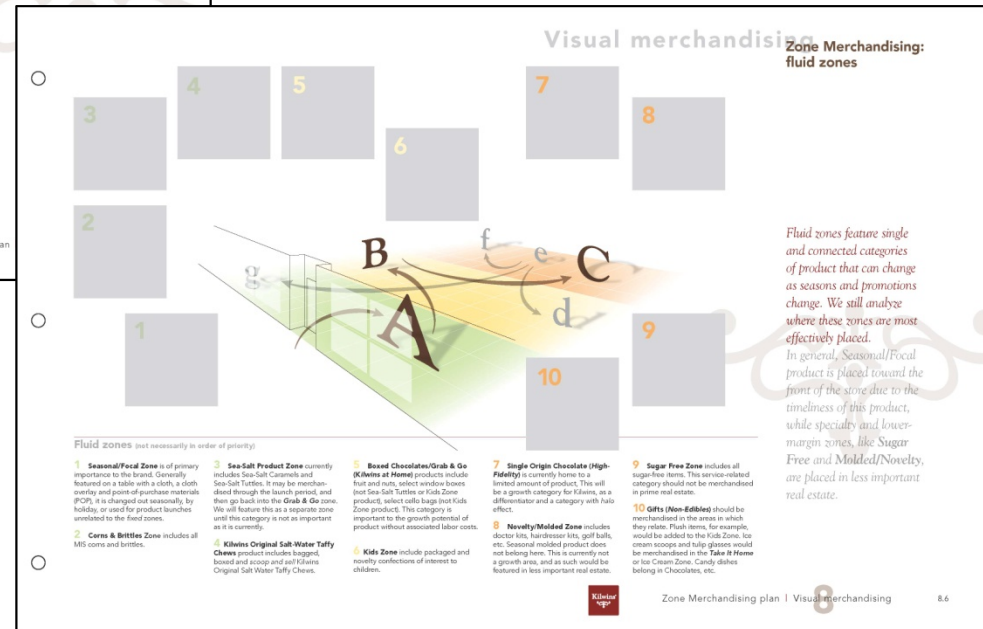 Visual merchandising
Zone Merchandising:
fluid zones
1
2
3
4
5
6
7
8
9
10
A
B
C
d
e
f
g
an
Fluid zones feature single
and connected categories
of product that can change
as seasons and promotions
change. We still analyze
where these zones are most
effectively placed.
In general, Seasonal/Focal
product is placed toward the
front of the store due to the
timeliness of this product,
while specialty and lower-
margin zones, like Sugar
Free and Molded/Novelty,
are placed in less important
real estate.
Fluid zones (not necessarily in order of priority)
1 Seasonal/Focal Zone is of primary
importance to the brand. Generally
featured on a table with a cloth, a cloth
overlay and point-of-purchase materials
(POP), it is changed out seasonally, by
holiday, or used for product launches
unrelated to the fixed zones.
2 Corns & Brittles Zone includes all
MIS corns and brittles.
3 Sea-Salt Product Zone currently
includes Sea-Salt Caramels and
Sea-Salt Tuttles. It may be merchan-
dised through the launch period, and
then go back into the Grab & Go zone.
We will feature this as a separate zone
until this category is not as important
as it is currently.
4 Kilwins Original Salt-Water Taffy
Chews product includes bagged,
boxed and scoop and sell Kilwins
Original Salt Water Taffy Chews.
5 Boxed Chocolates/Grab & Go
(Kilwins at Home) products include
fruit and nuts, select window boxes
(not Sea-Salt Tuttles or Kids Zone
product), select cello bags (not Kids
Zone product). This category is
important to the growth potential of
product without associated labor costs.
6 Kids Zone include packaged and
novelty confections of interest to
children.
7 Single Origin Chocolate (High-
Fidelity) is currently home to a
limited amount of product, This will
be a growth category for Kilwins, as a
differentiator and a category with halo
effect.
8 Novelty/Molded Zone includes
doctor kits, hairdresser kits, golf balls,
etc. Seasonal molded product does
not belong here. This is currently not
a growth area, and as such would be
featured in less important real estate.
9 Sugar Free Zone includes all
sugar-free items. This service-related
category should not be merchandised
in prime real estate.
10 Gifts (Non-Edibles) should be
merchandised in the areas in which
they relate. Plush items, for example,
would be added to the Kids Zone. Ice
cream scoops and tulip glasses would
be merchandised in the Take It Home
or Ice Cream Zone. Candy dishes
belong in Chocolates, etc.
Kilwins
Zone Merchandising plan | Visual merchandising
8
8.6